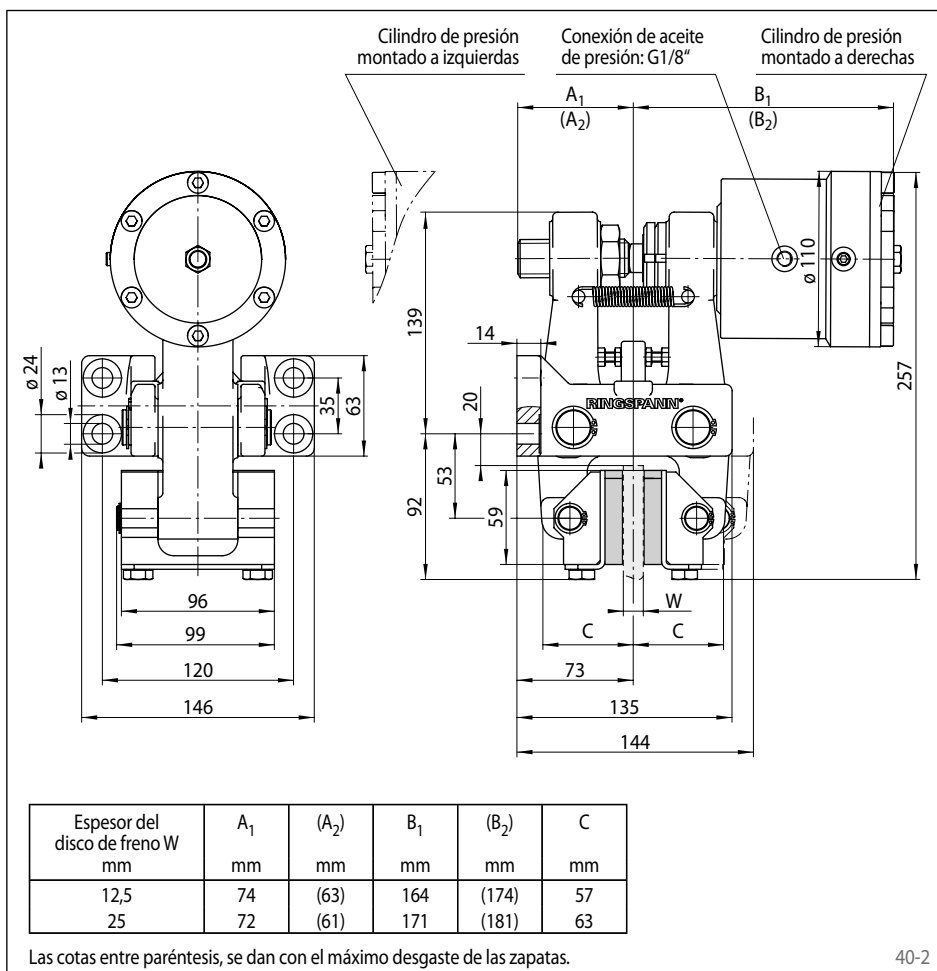 Cilindro de presión
montado a izquierdas
Conexión de aceite
de presión: G1/8“
Cilindro de presión
montado a derechas
A1
(A2)
B1
(B2)
ø 110
139
14
257
ø 24
ø 13
35
63
20
RINGSPANN®
53
92
59
96
W
99
C
C
120
73
146
135
144
Espesor del
disco de freno W
mm
A1
mm
(A2)
mm
B1
mm
(B2)
mm
C
mm
12,5 74 (63) 164 (174) 57
25 72 (61) 171 (181) 63
Las cotas entre paréntesis, se dan con el máximo desgaste de las zapatas.
40-2